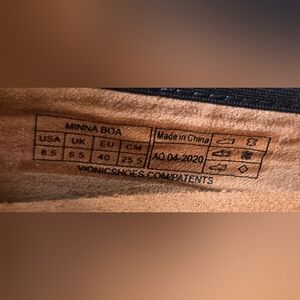 MINNA BOA
USA UK EU CM
8.5 6.5 40 25.5
Made in China
AO.04-2020
VIONICSHOES.COM/PATENTS